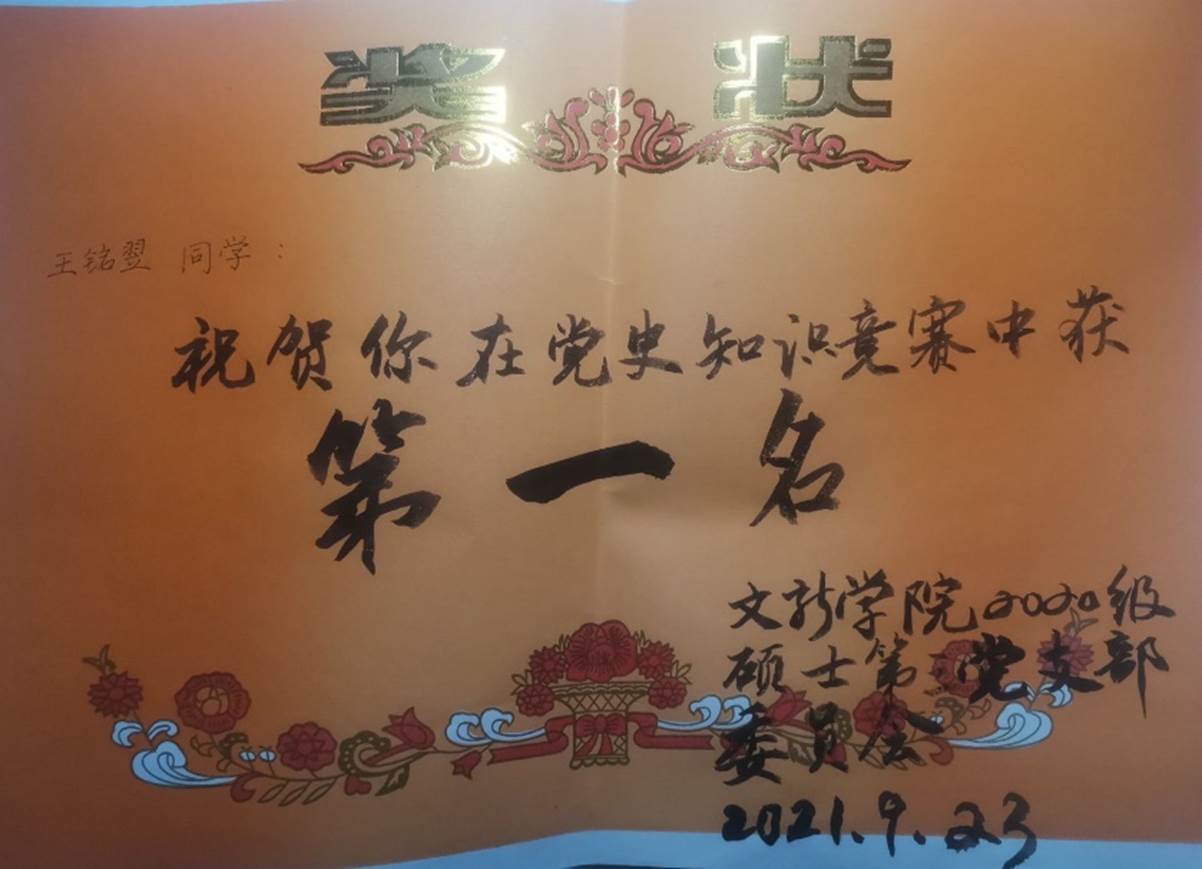 奖状
王铭翌 同学：
祝贺你在党史知识竞赛中获
第一名
文新学院2020级
硕士第 党支部
委员会
2021.9.23